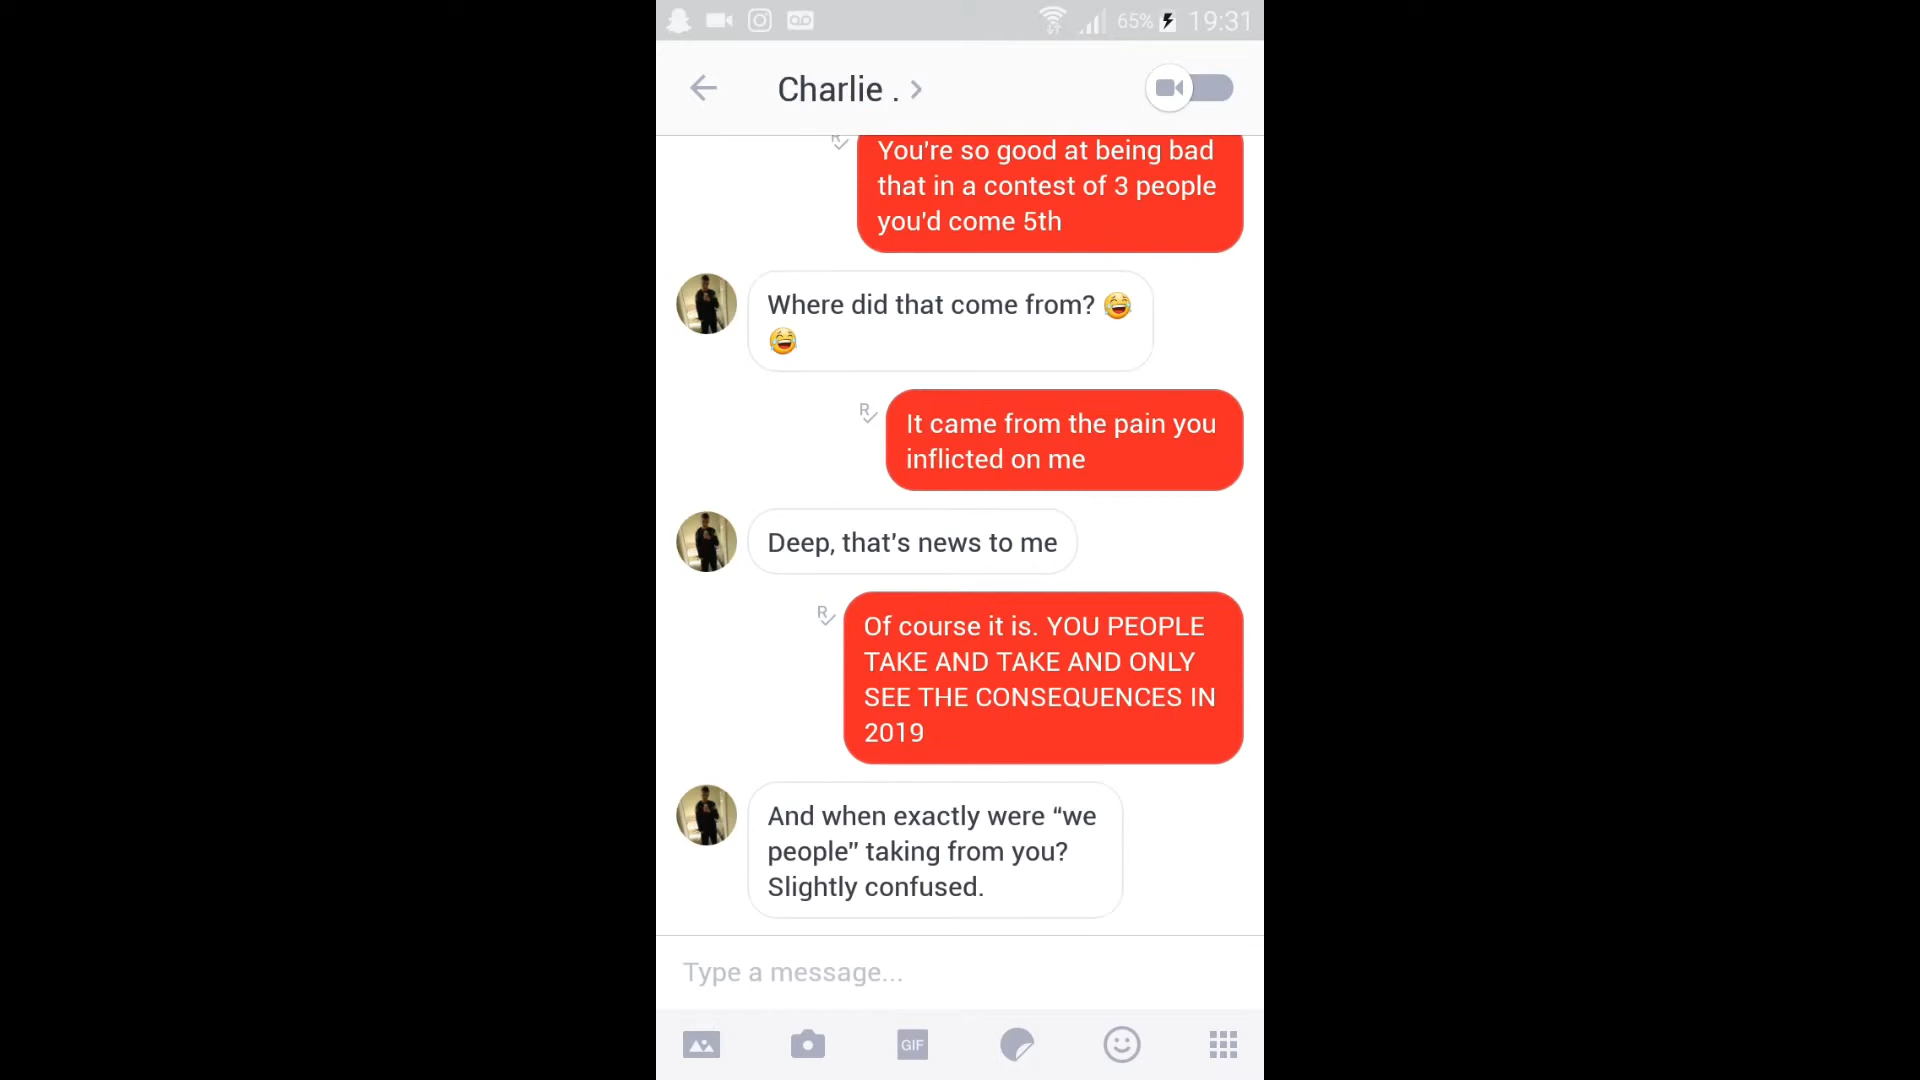 65% 19:31
Charlie . >
You're so good at being bad
that in a contest of 3 people
you'd come 5th
Where did that come from? 😂
😂
R
It came from the pain you
inflicted on me
Deep, that's news to me
R
Of course it is. YOU PEOPLE
TAKE AND TAKE AND ONLY
SEE THE CONSEQUENCES IN
2019
And when exactly were “we
people” taking from you?
Slightly confused.
Type a message...
GIF